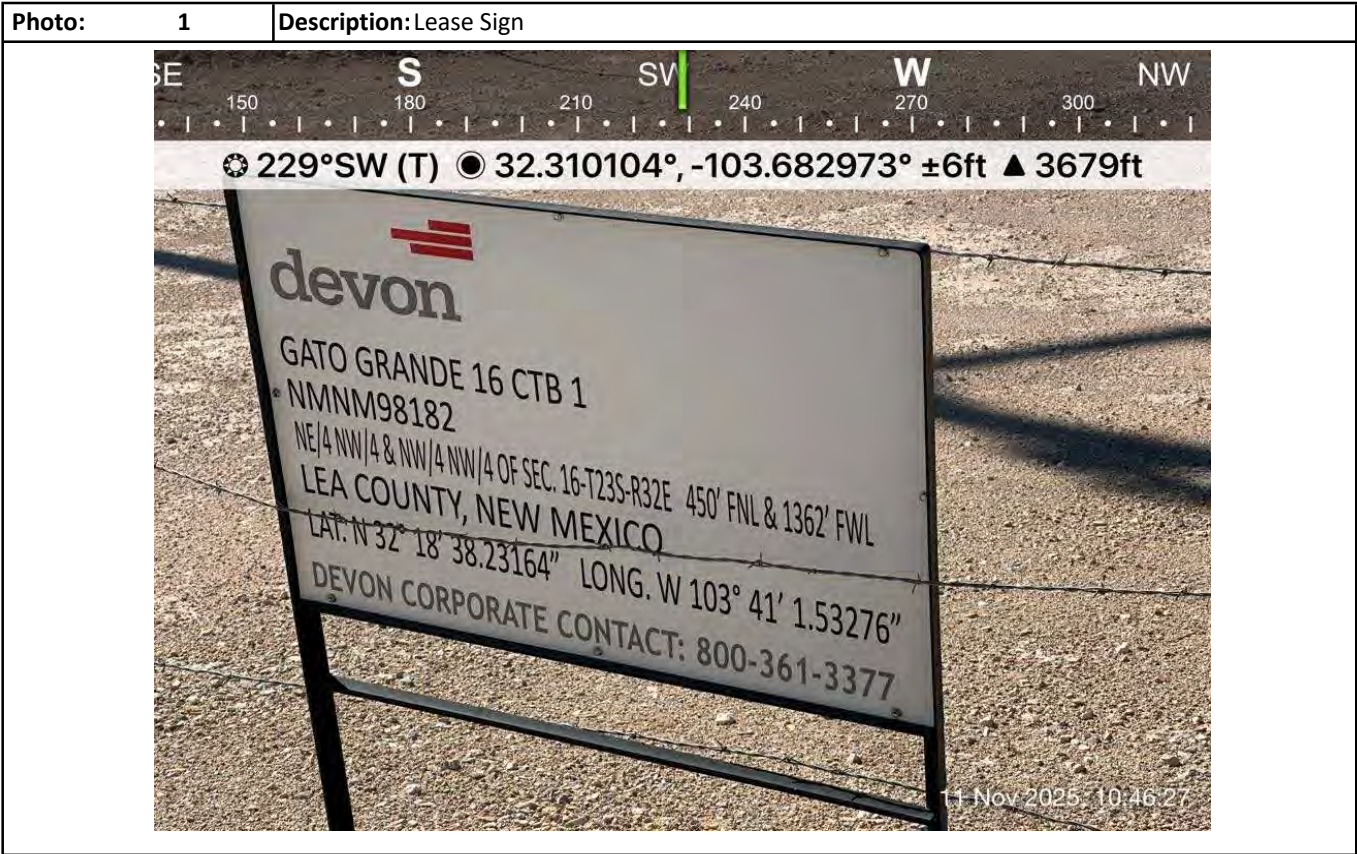 Photo: 1 Description: Lease Sign
SE S SW W NW
150 180 210 240 270 300
229°SW (T) 32.310104°, -103.682973° ±6ft ▲ 3679ft
devon
GATO GRANDE 16 CTB 1
NMNM98182
NE/4 NW/4 & NW/4 NW/4 OF SEC. 16-T23S-R32E 450' FNL & 1362' FWL
LEA COUNTY, NEW MEXICO
LAT. N 32° 18' 38.23164" LONG. W 103° 41' 1.53276"
DEVON CORPORATE CONTACT: 800-361-3377
11 Nov 2025, 10:46:27